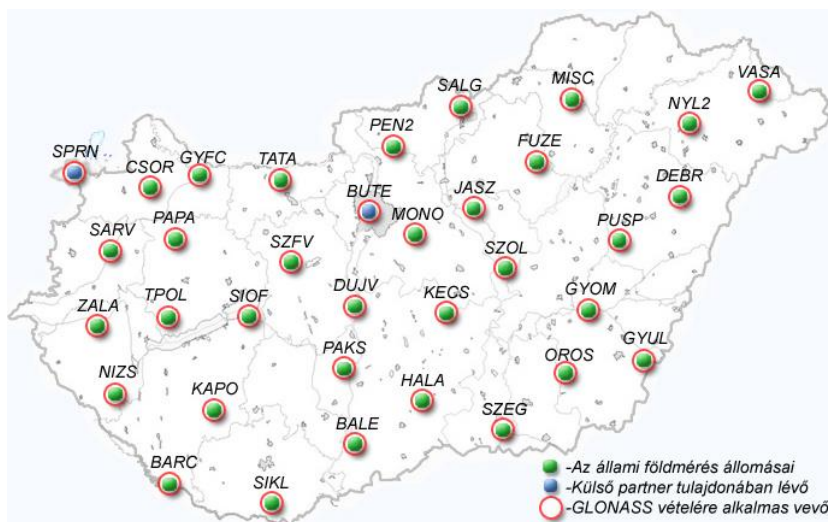 VASA
MISC
SALG
NYL2
PEN2
FUZE
SPRN
GYFC
TATA
CSOR
DEBR
BUTE
JASZ
PAPA
MONO
PUSP
SARV
SZFV
SZOL
DUJV
KECS
GYOM
ZALA
TPOL
SIOF
GYUL
PAKS
OROS
NIZS
HALA
KAPO
SZEG
BALE
BARC
SIKL
-Az állami földmérés állomásai
-Külső partner tulajdonában lévő
-GLONASS vételére alkalmas vevő